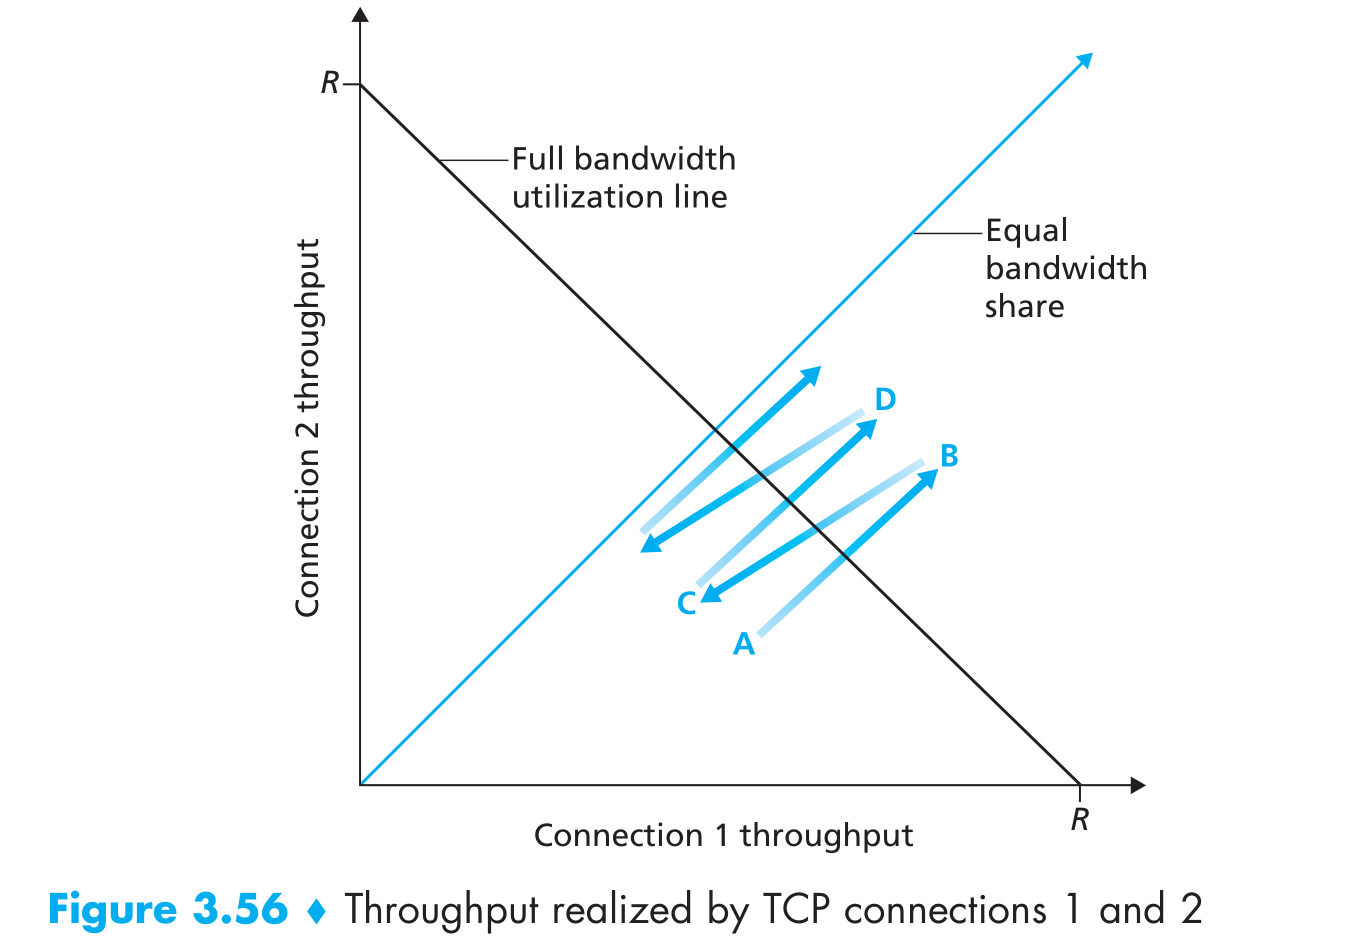 R
Full bandwidth
utilization line
Equal
bandwidth
share
Connection 2 throughput
D
B
C
A
R
Connection 1 throughput
Figure 3.56 ♦ Throughput realized by TCP connections 1 and 2